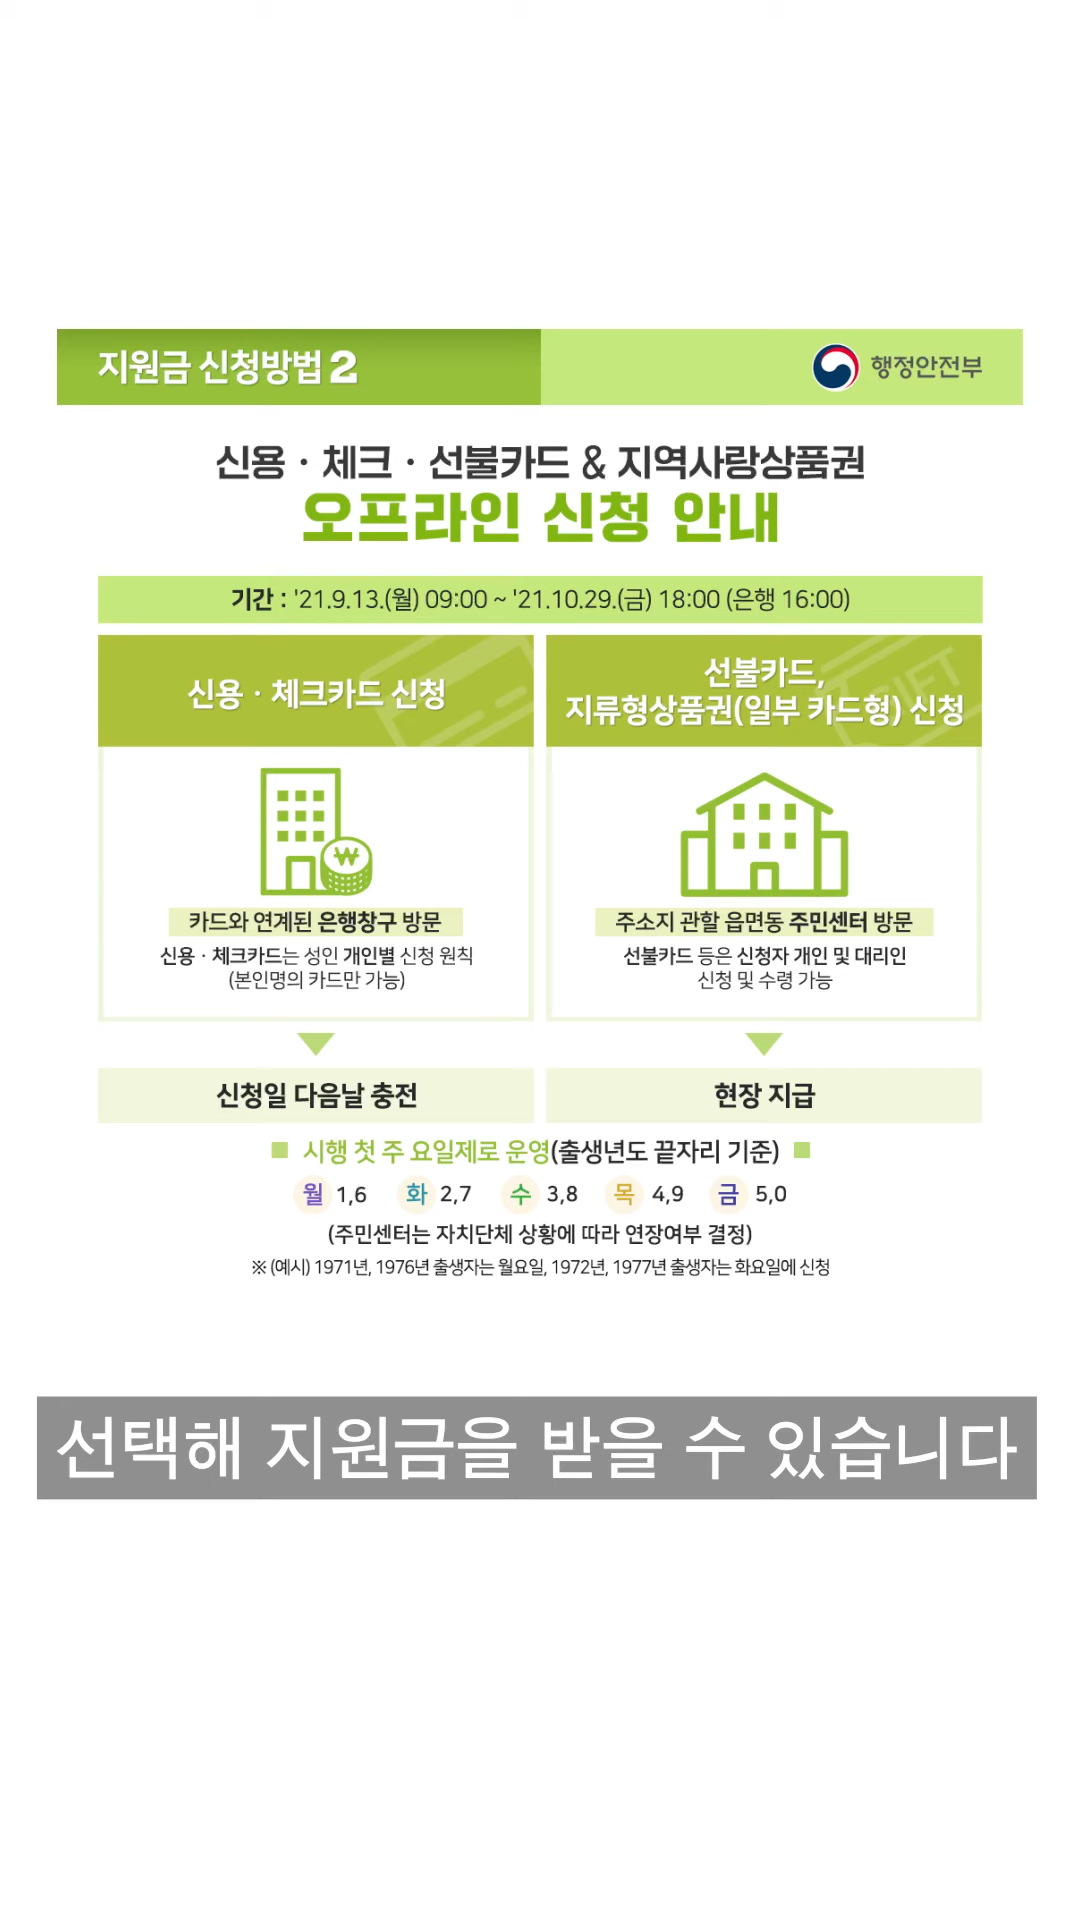 지원금 신청방법 2
행정안전부
신용 · 체크 · 선불카드 & 지역사랑상품권
오프라인 신청 안내
기간 : '21.9.13.(월) 09:00 ~ '21.10.29.(금) 18:00 (은행 16:00)
신용 · 체크카드 신청
카드와 연계된 은행창구 방문
신용 · 체크카드는 성인 개인별 신청 원칙
(본인명의 카드만 가능)
신청일 다음날 충전
선불카드,
지류형상품권(일부 카드형) 신청
GIFT
주소지 관할 읍면동 주민센터 방문
선불카드 등은 신청자 개인 및 대리인
신청 및 수령 가능
현장 지급
■ 시행 첫 주 요일제로 운영(출생년도 끝자리 기준) ■
월 1,6 화 2,7 수 3,8 목 4,9 금 5,0
(주민센터는 자치단체 상황에 따라 연장여부 결정)
※ (예시) 1971년, 1976년 출생자는 월요일, 1972년, 1977년 출생자는 화요일에 신청
선택해 지원금을 받을 수 있습니다